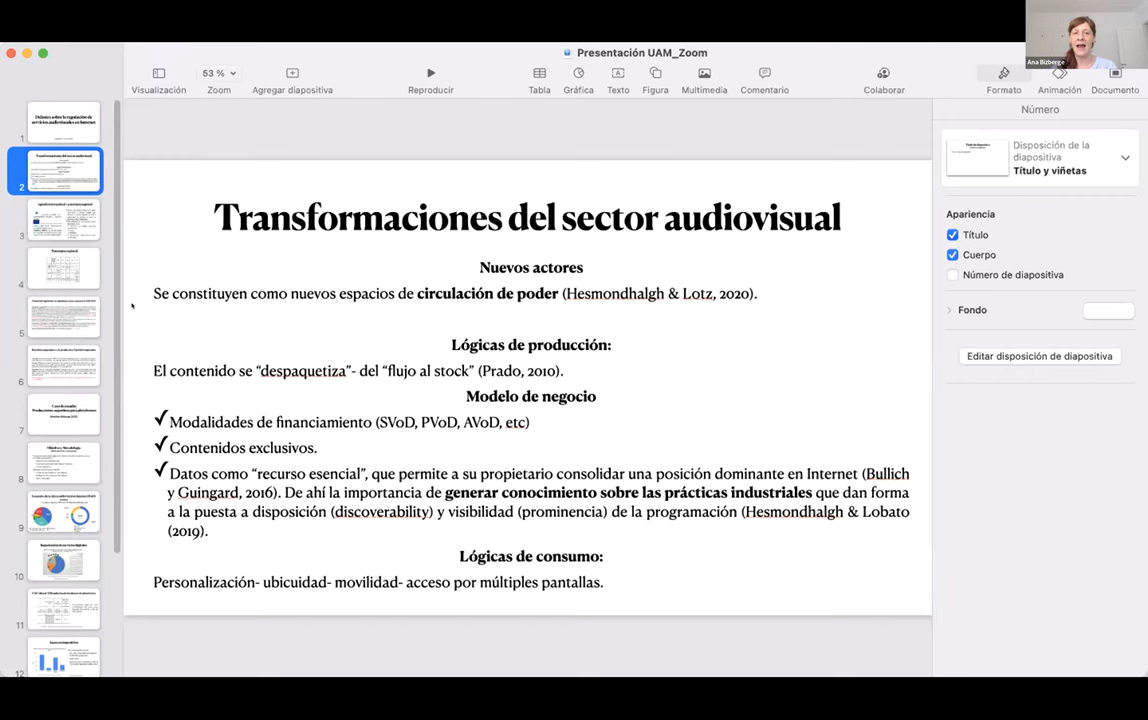 Ana Bizberge
Presentación UAM_Zoom
53 %
Visualización
Zoom
Agregar diapositiva
Reproducir
Tabla
Gráfica
Texto
Figura
Multimedia
Comentario
Colaborar
Formato
Animación
Documento
Número
Disposición de la
diapositiva
Título y viñetas
Apariencia
Título
Cuerpo
Número de diapositiva
Fondo
Editar disposición de diapositiva
1
2
3
4
5
6
7
8
9
10
11
12
Transformaciones del sector audiovisual
Nuevos actores
Se constituyen como nuevos espacios de circulación de poder (Hesmondhalgh & Lotz, 2020).
Lógicas de producción:
El contenido se “despaquetiza”- del “flujo al stock” (Prado, 2010).
Modelo de negocio
✓Modalidades de financiamiento (SVoD, PVoD, AVoD, etc)
✓Contenidos exclusivos.
✓Datos como “recurso esencial”, que permite a su propietario consolidar una posición dominante en Internet (Bullich
y Guingard, 2016). De ahí la importancia de generar conocimiento sobre las prácticas industriales que dan forma
a la puesta a disposición (discoverability) y visibilidad (prominencia) de la programación (Hesmondhalgh & Lobato
(2019).
Lógicas de consumo:
Personalización- ubicuidad- movilidad- acceso por múltiples pantallas.